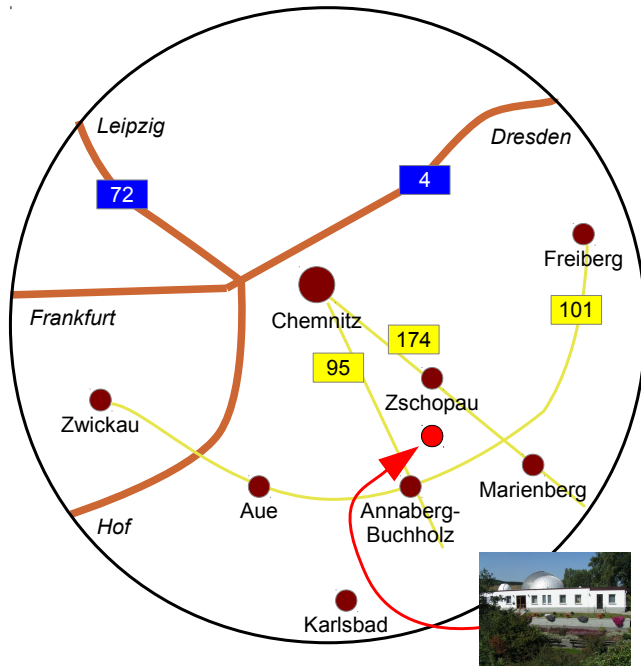 Leipzig
Dresden
4
72
Freiberg
101
Frankfurt
Chemnitz
174
95
Zschopau
Zwickau
Marienberg
Aue
Annaberg-
Buchholz
Hof
Karlsbad